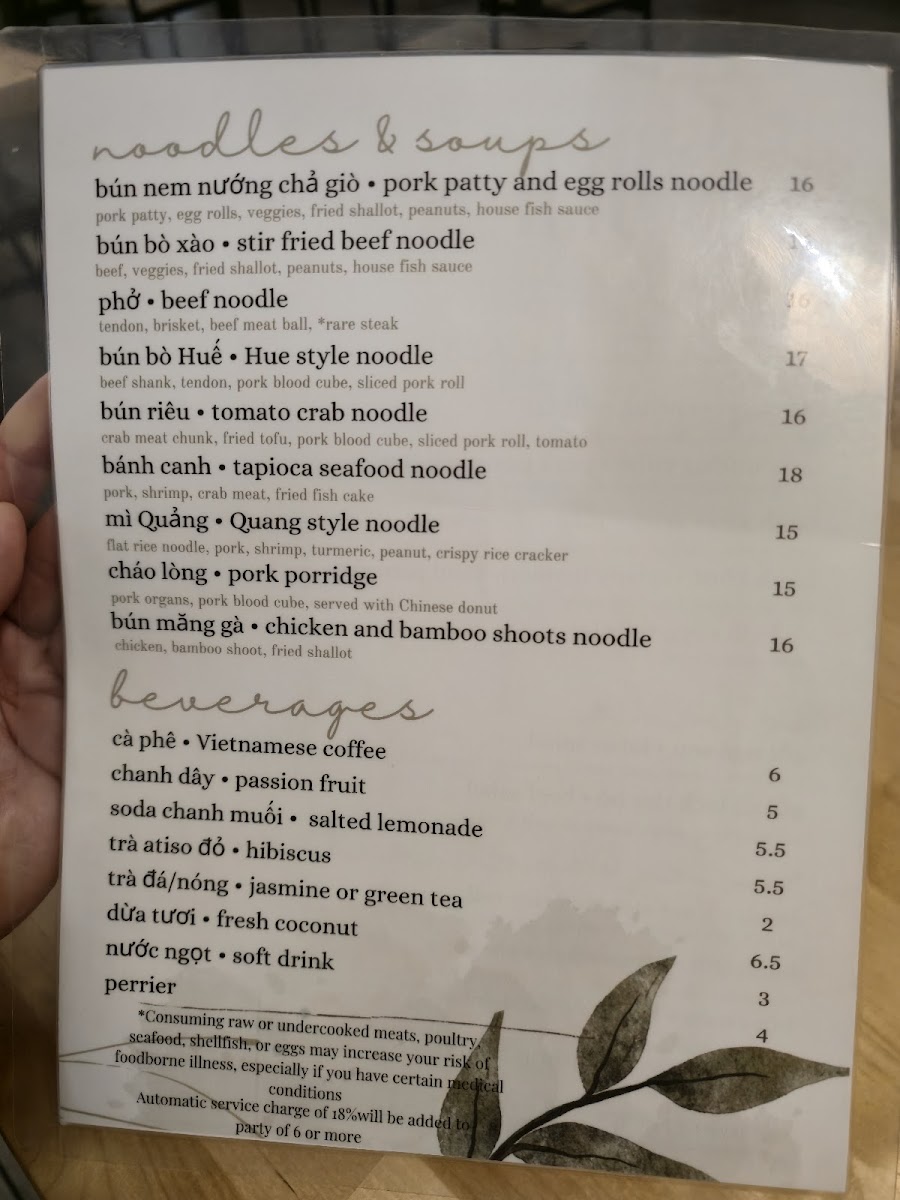 noodles & soups
bún nem nướng chả giò • pork patty and egg rolls noodle 16
pork patty, egg rolls, veggies, fried shallot, peanuts, house fish sauce
bún bò xào • stir fried beef noodle
beef, veggies, fried shallot, peanuts, house fish sauce
phở • beef noodle 16
tendon, brisket, beef meat ball, *rare steak
bún bò Huế • Hue style noodle 17
beef shank, tendon, pork blood cube, sliced pork roll
bún riêu • tomato crab noodle 16
crab meat chunk, fried tofu, pork blood cube, sliced pork roll, tomato
bánh canh • tapioca seafood noodle 18
pork, shrimp, crab meat, fried fish cake
mì Quảng • Quang style noodle 15
flat rice noodle, pork, shrimp, turmeric, peanut, crispy rice cracker
cháo lòng • pork porridge 15
pork organs, pork blood cube, served with Chinese donut
bún măng gà • chicken and bamboo shoots noodle 16
chicken, bamboo shoot, fried shallot
beverages
cà phê • Vietnamese coffee 6
chanh dây • passion fruit 5
soda chanh muối • salted lemonade 5.5
trà atiso đỏ • hibiscus 5.5
trà đá/nóng • jasmine or green tea 2
dừa tươi • fresh coconut 6.5
nước ngọt • soft drink 3
perrier 4
*Consuming raw or undercooked meats, poultry,
seafood, shellfish, or eggs may increase your risk of
foodborne illness, especially if you have certain medical
conditions
Automatic service charge of 18%will be added to
party of 6 or more